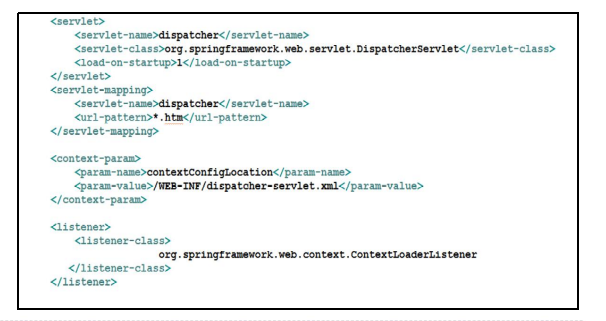 <servlet>
<servlet-name>dispatcher</servlet-name>
<servlet-class>org.springframework.web.servlet.DispatcherServlet</servlet-class>
<load-on-startup>1</load-on-startup>
</servlet>
<servlet-mapping>
<servlet-name>dispatcher</servlet-name>
<url-pattern>*.htm</url-pattern>
</servlet-mapping>
<context-param>
<param-name>contextConfigLocation</param-name>
<param-value>/WEB-INF/dispatcher-servlet.xml</param-value>
</context-param>
<listener>
<listener-class>
org.springframework.web.context.ContextLoaderListener
</listener-class>
</listener>